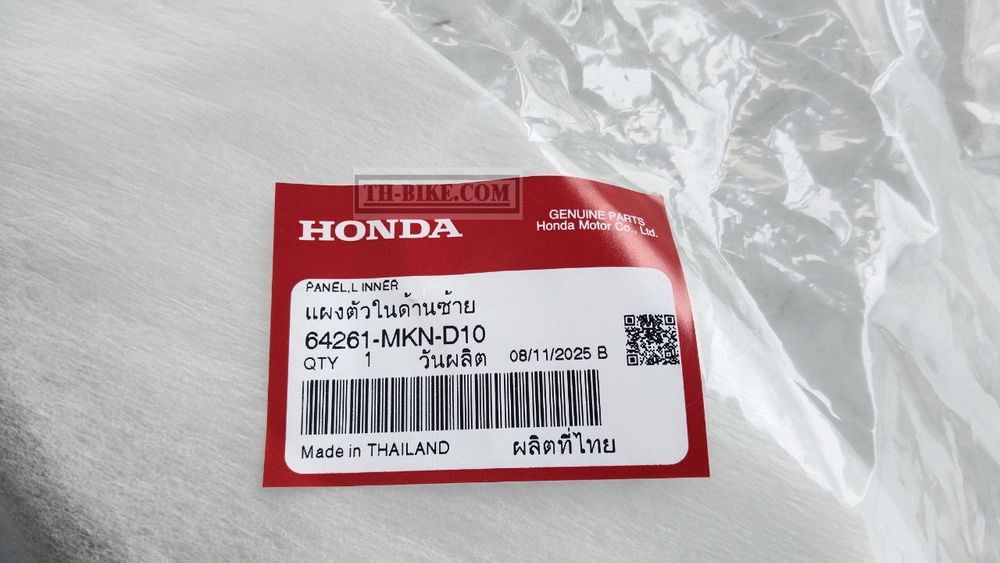 TH-BIKE.COM
HONDA
GENUINE PARTS
Honda Motor Co., Ltd.
PANEL,L INNER
แผงตัวในด้านซ้าย
64261-MKN-D10
QTY 1 วันผลิต 08/11/2025 B
Made in THAILAND ผลิตที่ไทย